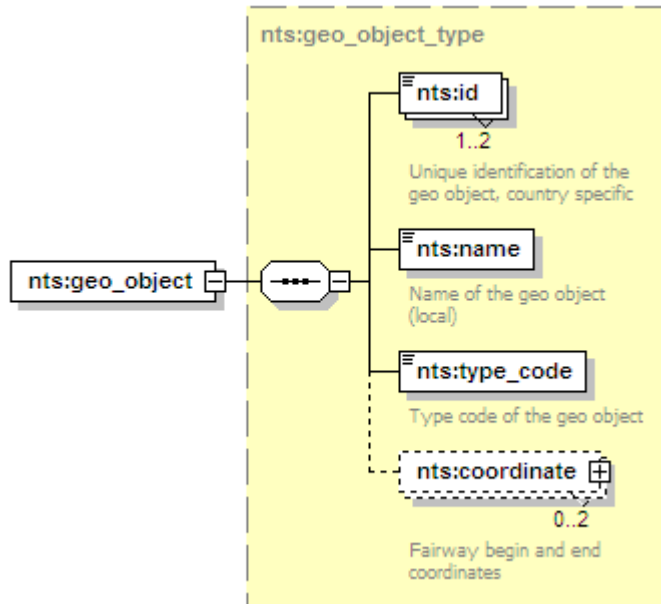 nts:geo_object_type
nts:id
1..2
Unique identification of the
geo object, country specific
nts:name
Name of the geo object
(local)
nts:geo_object
nts:type_code
Type code of the geo object
nts:coordinate
0..2
Fairway begin and end
coordinates